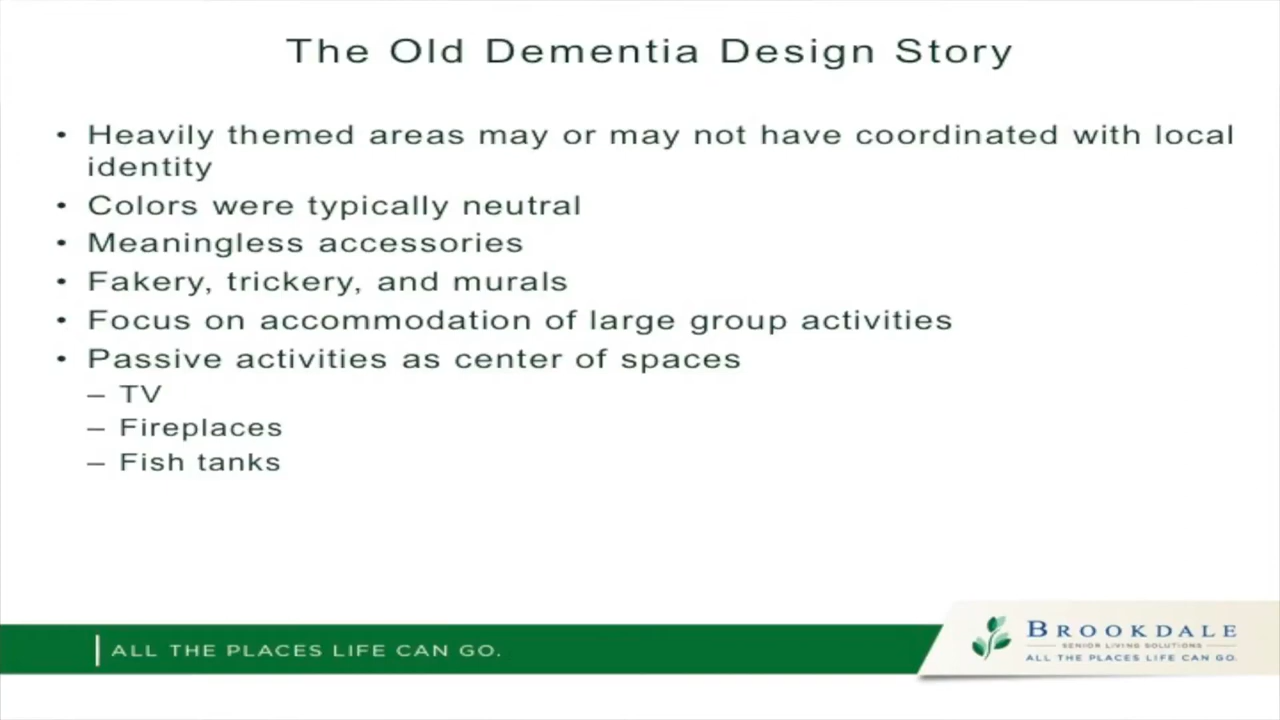 The Old Dementia Design Story
• Heavily themed areas may or may not have coordinated with local
identity
• Colors were typically neutral
• Meaningless accessories
• Fakery, trickery, and murals
• Focus on accommodation of large group activities
• Passive activities as center of spaces
– TV
– Fireplaces
– Fish tanks
ALL THE PLACES LIFE CAN GO.
BROOKDALE
SENIOR LIVING SOLUTIONS
ALL THE PLACES LIFE CAN GO.